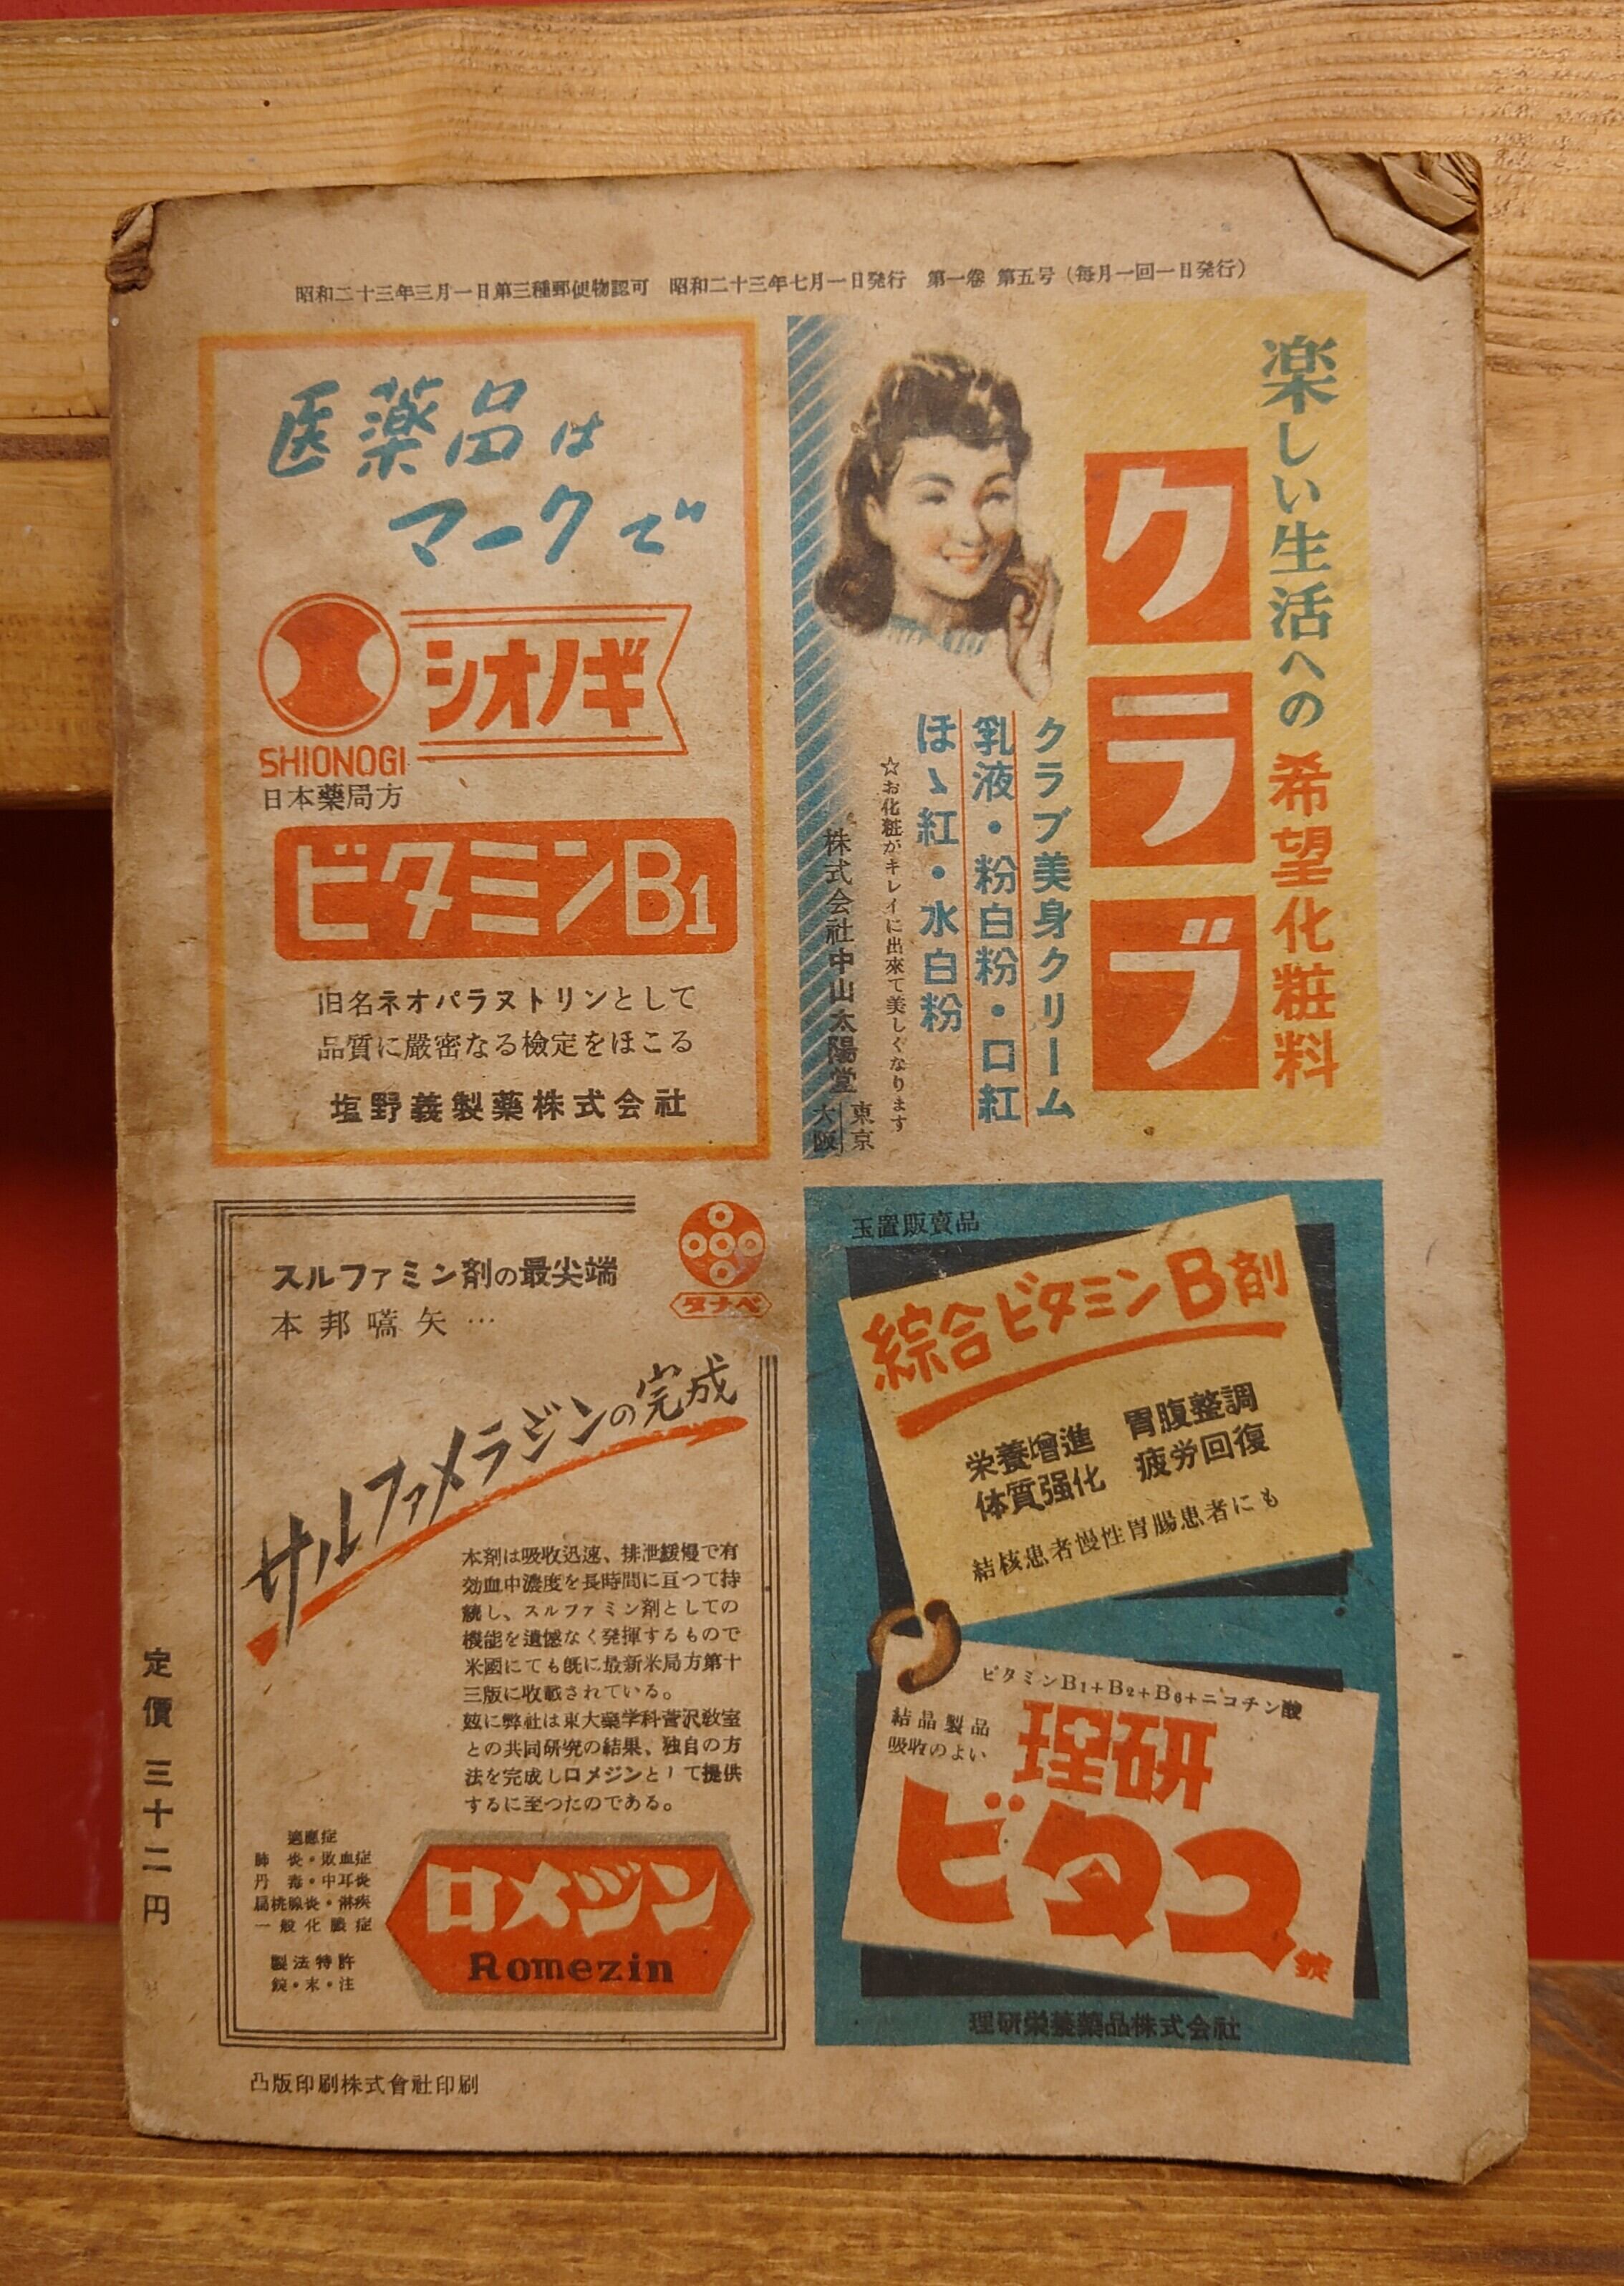 昭和二十三年三月一日第三種郵便物認可　昭和二十三年七月一日発行　第一巻 第五号（毎月一回一日発行）
医薬品は
マークで
シオノギ
SHIONOGI
日本藥局方
ビタミンB1
旧名ネオパラヌトリンとして
品質に嚴密なる檢定をほこる
塩野義製薬株式会社
楽しい生活への希望化粧料
クラブ
クラブ美身クリーム
乳液・粉白粉・口紅
ほゝ紅・水白粉
☆お化粧がキレイに出來て美しくなります
株式会社中山太陽堂 東京 大阪
スルファミン剤の最尖端
本邦嚆矢…
タナベ
サルファメラジンの完成
本剤は吸收迅速、排泄緩慢で有
効血中濃度を長時間に亘つて持
続し、スルファミン剤としての
機能を遺憾なく発揮するもので
米國にても既に最新米局方第十
三版に收載されている。
玆に弊社は東大藥学科菅沢教室
との共同研究の結果、独自の方
法を完成しロメジンとして提供
するに至つたのである。
適應症
肺　炎・敗血症
丹　毒・中耳炎
扁桃腺炎・淋疾
一般化膿症
製法特許
錠・末・注
ロメジン
Romezin
玉置販賣品
綜合ビタミンB剤
栄養増進　胃腹整調
体質强化　疲労回復
結核患者慢性胃腸患者にも
ビタミンB1+B2+B6+ニコチン酸
結晶製品
吸收のよい
理研
ビタコ錠
理研栄養藥品株式会社
定價 三十二円
凸版印刷株式會社印刷